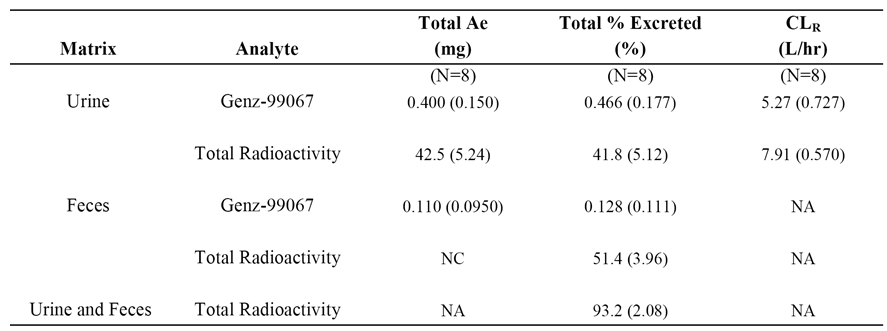 Total Ae Total % Excreted CLR
Matrix Analyte (mg) (%) (L/hr)
(N=8) (N=8) (N=8)
Urine Genz-99067 0.400 (0.150) 0.466 (0.177) 5.27 (0.727)
Total Radioactivity 42.5 (5.24) 41.8 (5.12) 7.91 (0.570)
Feces Genz-99067 0.110 (0.0950) 0.128 (0.111) NA
Total Radioactivity NC 51.4 (3.96) NA
Urine and Feces Total Radioactivity NA 93.2 (2.08) NA